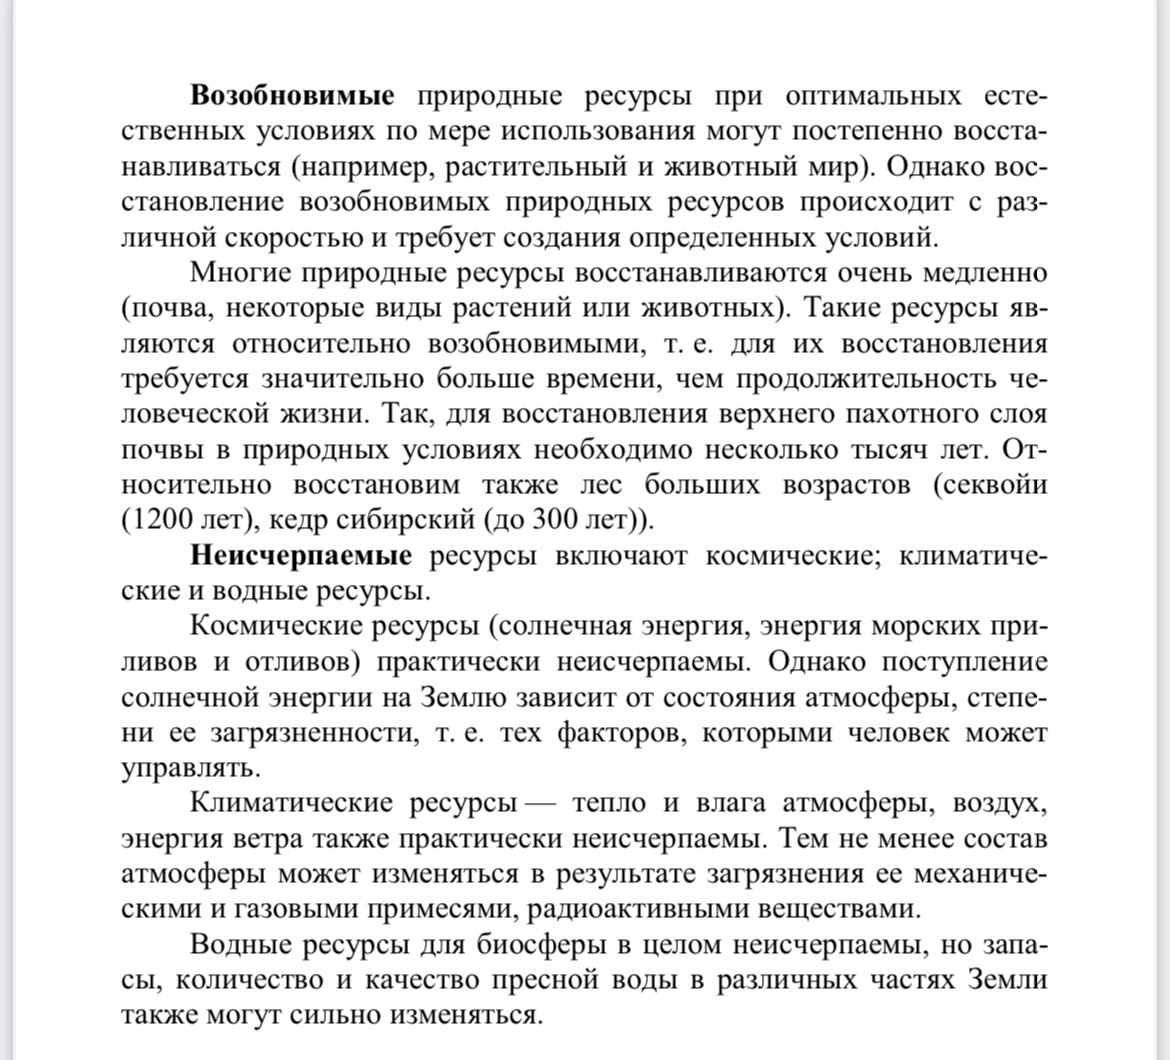 Возобновимые природные ресурсы при оптимальных есте-
ственных условиях по мере использования могут постепенно восста-
навливаться (например, растительный и животный мир). Однако вос-
становление возобновимых природных ресурсов происходит с раз-
личной скоростью и требует создания определенных условий.
Многие природные ресурсы восстанавливаются очень медленно
(почва, некоторые виды растений или животных). Такие ресурсы яв-
ляются относительно возобновимыми, т. е. для их восстановления
требуется значительно больше времени, чем продолжительность че-
ловеческой жизни. Так, для восстановления верхнего пахотного слоя
почвы в природных условиях необходимо несколько тысяч лет. От-
носительно восстановим также лес больших возрастов (секвойи
(1200 лет), кедр сибирский (до 300 лет)).
Неисчерпаемые ресурсы включают космические; климатиче-
ские и водные ресурсы.
Космические ресурсы (солнечная энергия, энергия морских при-
ливов и отливов) практически неисчерпаемы. Однако поступление
солнечной энергии на Землю зависит от состояния атмосферы, степе-
ни ее загрязненности, т. е. тех факторов, которыми человек может
управлять.
Климатические ресурсы — тепло и влага атмосферы, воздух,
энергия ветра также практически неисчерпаемы. Тем не менее состав
атмосферы может изменяться в результате загрязнения ее механиче-
скими и газовыми примесями, радиоактивными веществами.
Водные ресурсы для биосферы в целом неисчерпаемы, но запа-
сы, количество и качество пресной воды в различных частях Земли
также могут сильно изменяться.